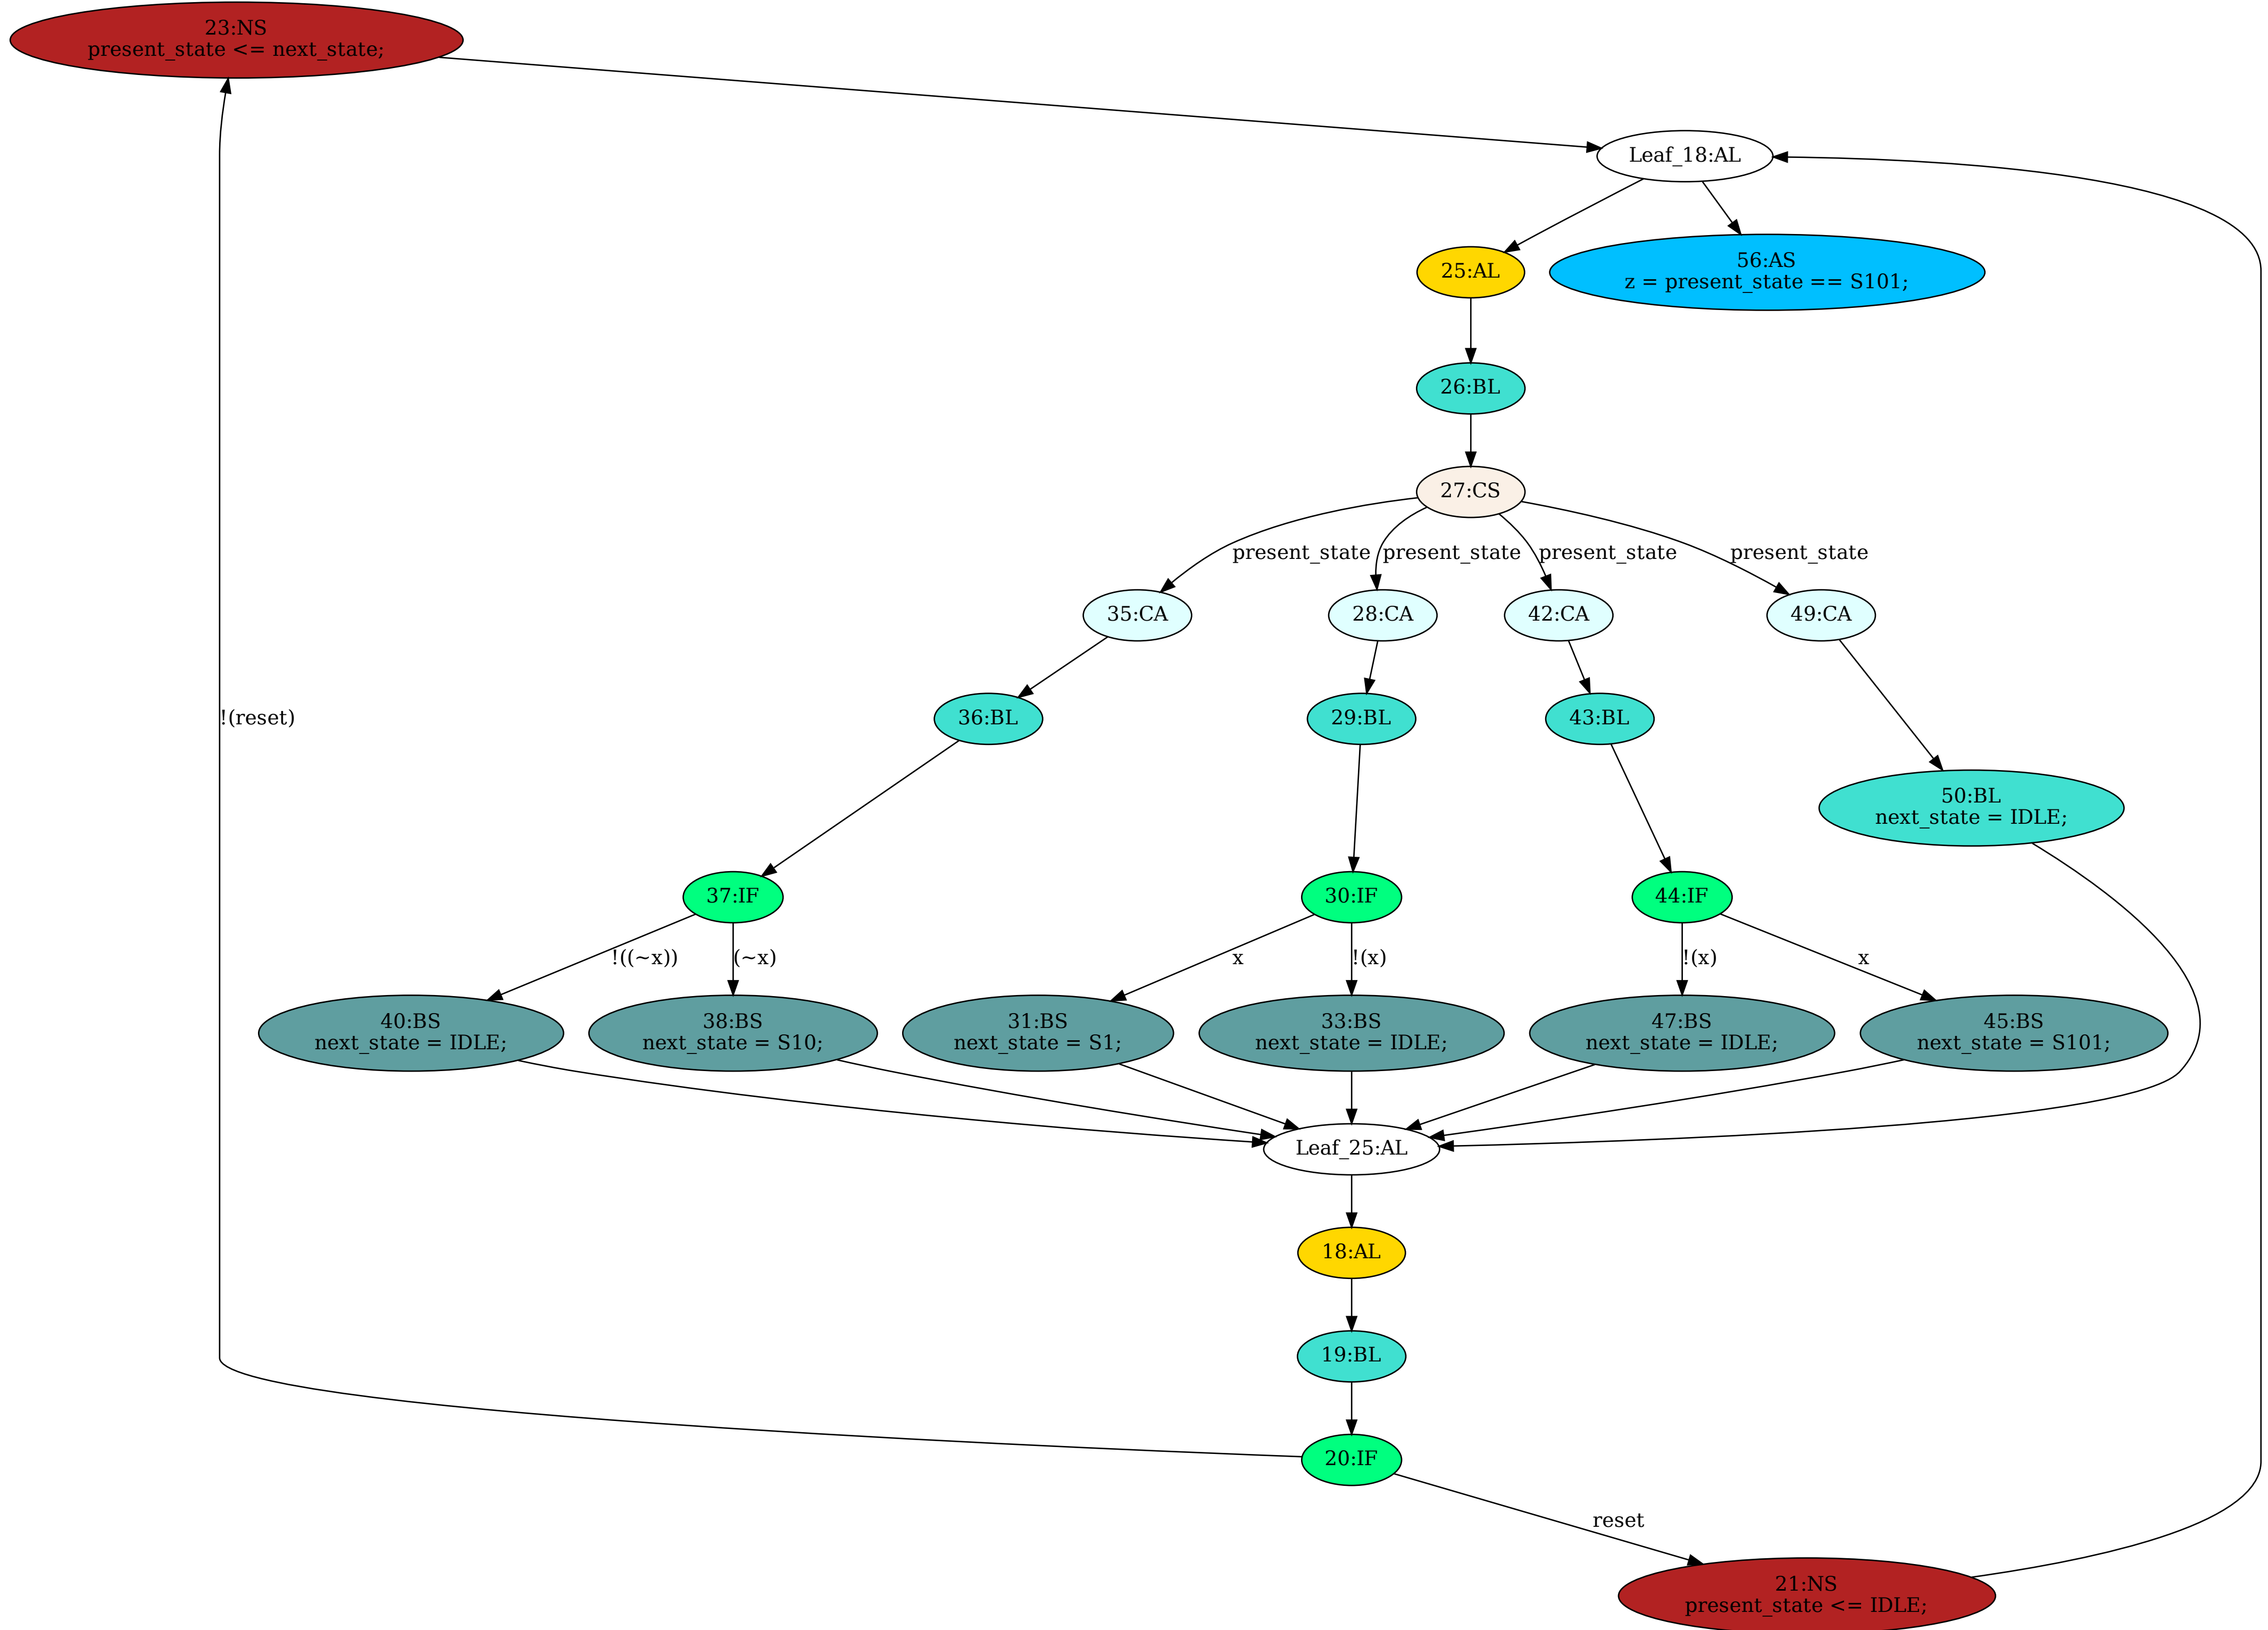 23:NS
present_state <= next_state;
Leaf_18:AL
25:AL
56:AS
z = present_state == S101;
26:BL
27:CS
present_state
present_state
present_state
present_state
35:CA
28:CA
42:CA
49:CA
!(reset)
36:BL
29:BL
43:BL
50:BL
next_state = IDLE;
37:IF
30:IF
44:IF
!((~x))
(~x)
x
!(x)
!(x)
x
40:BS
next_state = IDLE;
38:BS
next_state = S10;
31:BS
next_state = S1;
33:BS
next_state = IDLE;
47:BS
next_state = IDLE;
45:BS
next_state = S101;
Leaf_25:AL
18:AL
19:BL
20:IF
reset
21:NS
present_state <= IDLE;